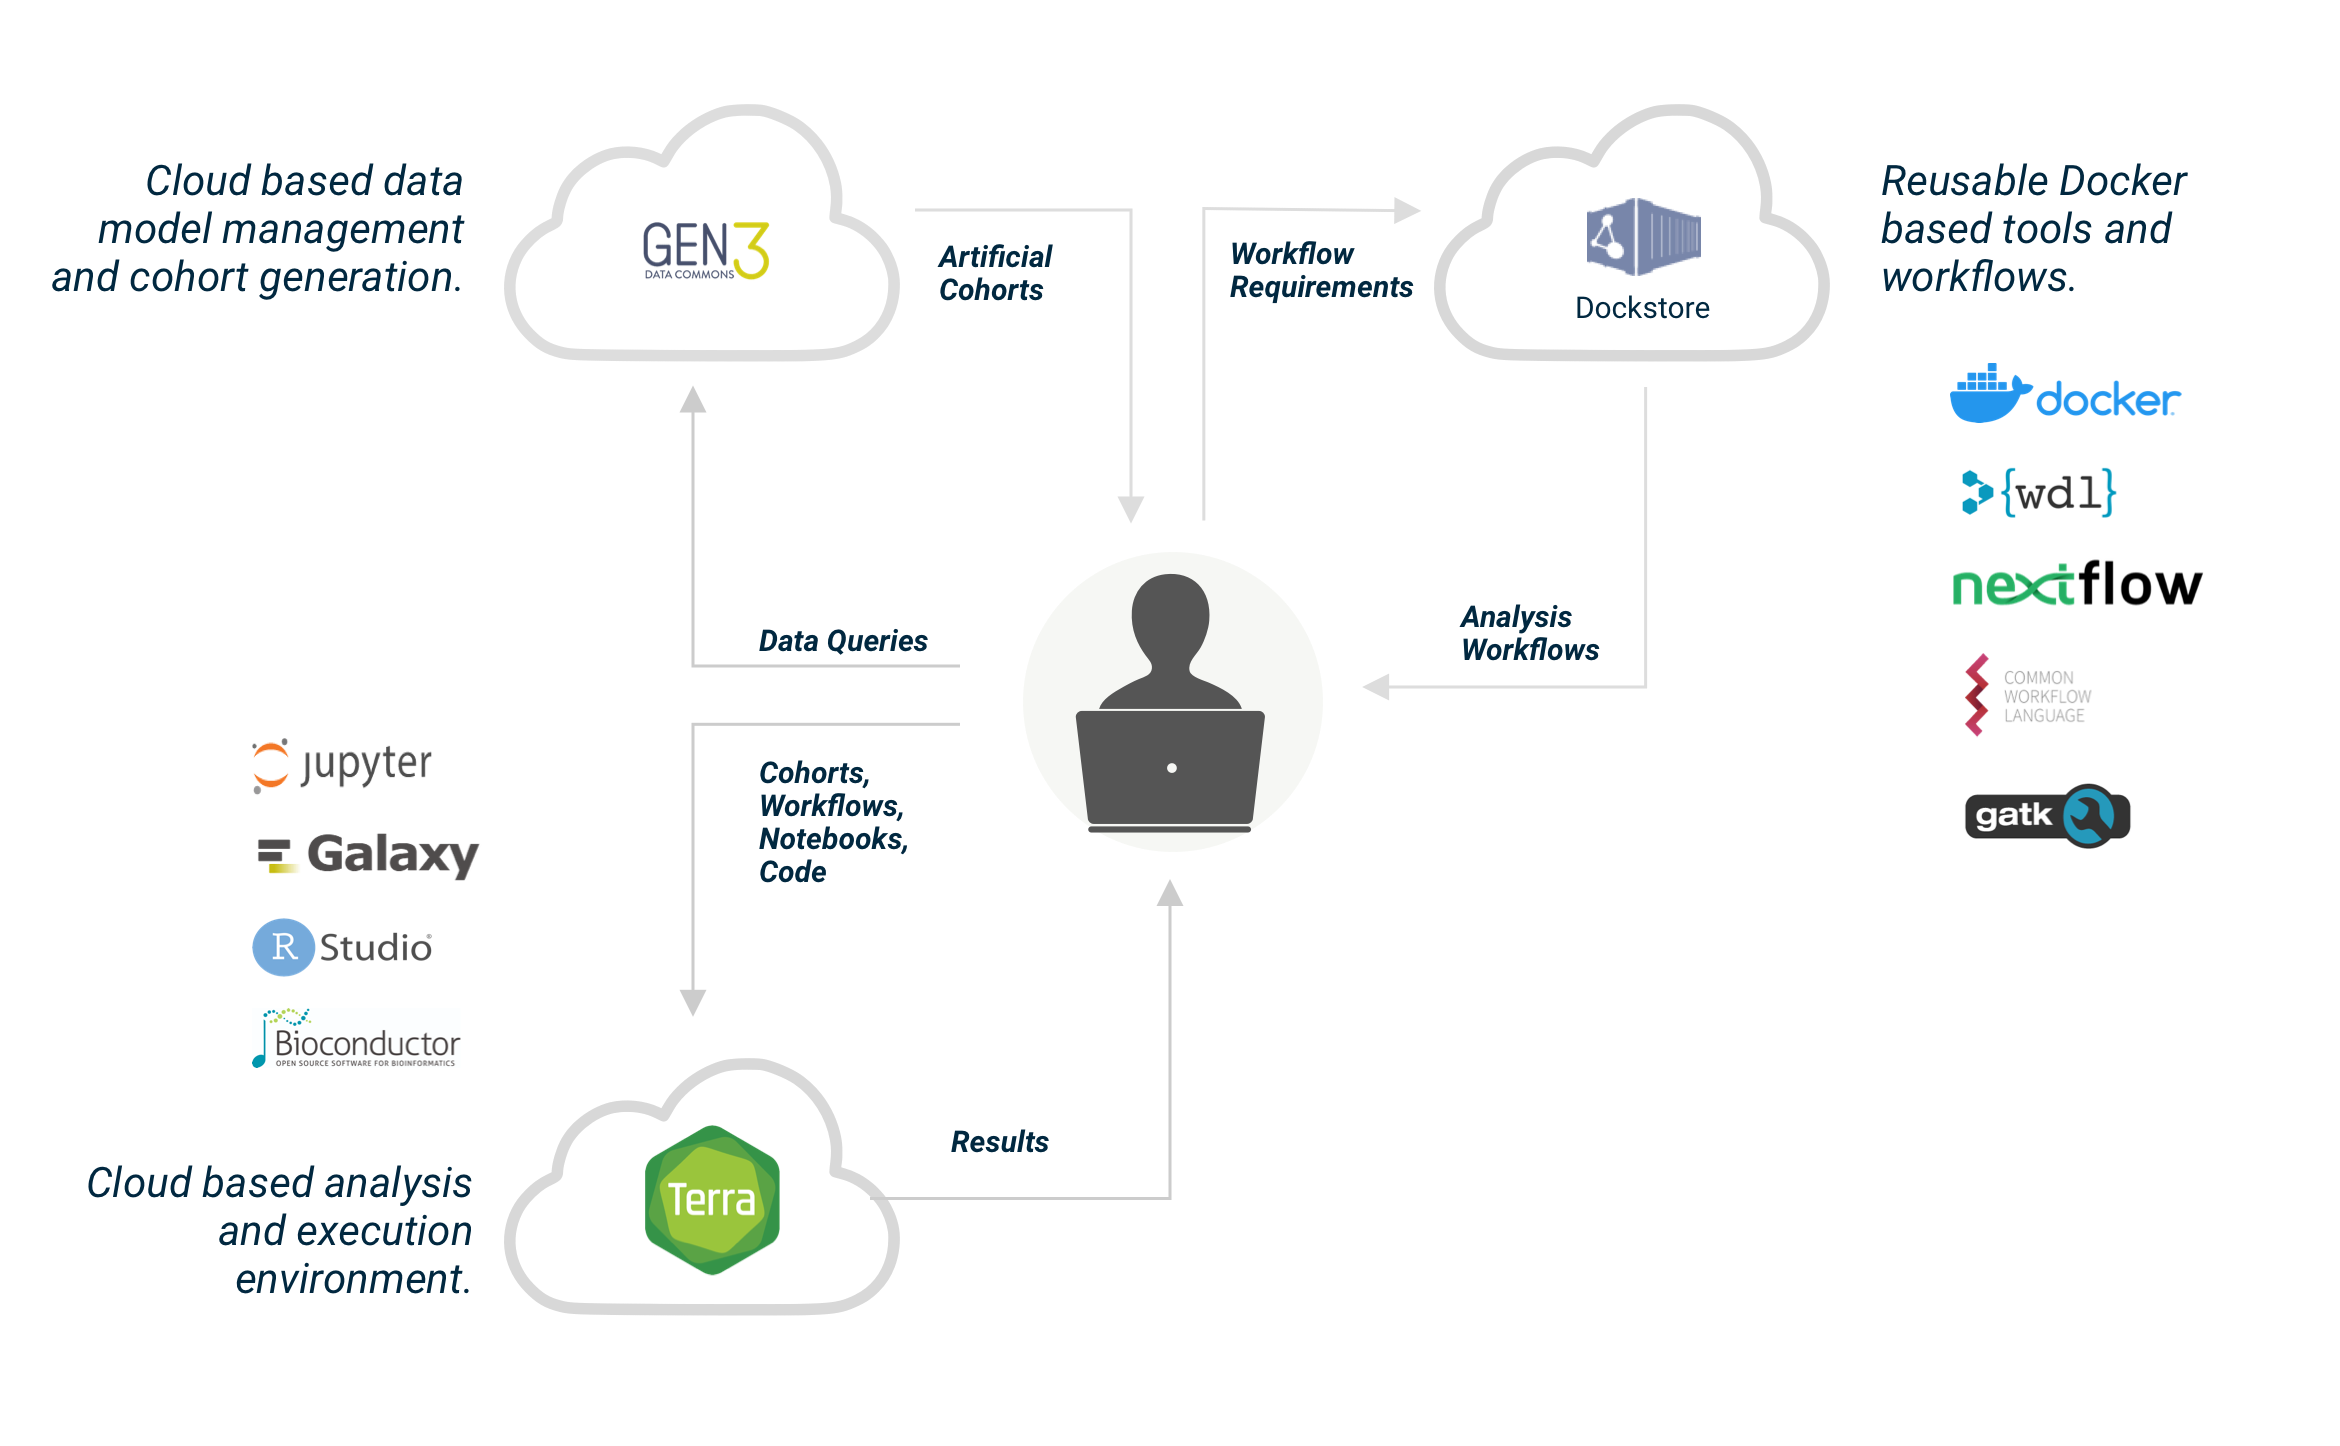 Cloud based data
model management
and cohort generation.
GEN3
DATA COMMONS
Artificial
Cohorts
Workflow
Requirements
Dockstore
Reusable Docker
based tools and
workflows.
docker
{wdl}
nextflow
COMMON
WORKFLOW
LANGUAGE
gatk
Data Queries
Analysis
Workflows
Cohorts,
Workflows,
Notebooks,
Code
jupyter
Galaxy
R Studio®
Bioconductor
OPEN SOURCE SOFTWARE FOR BIOINFORMATICS
Terra
Results
Cloud based analysis
and execution
environment.